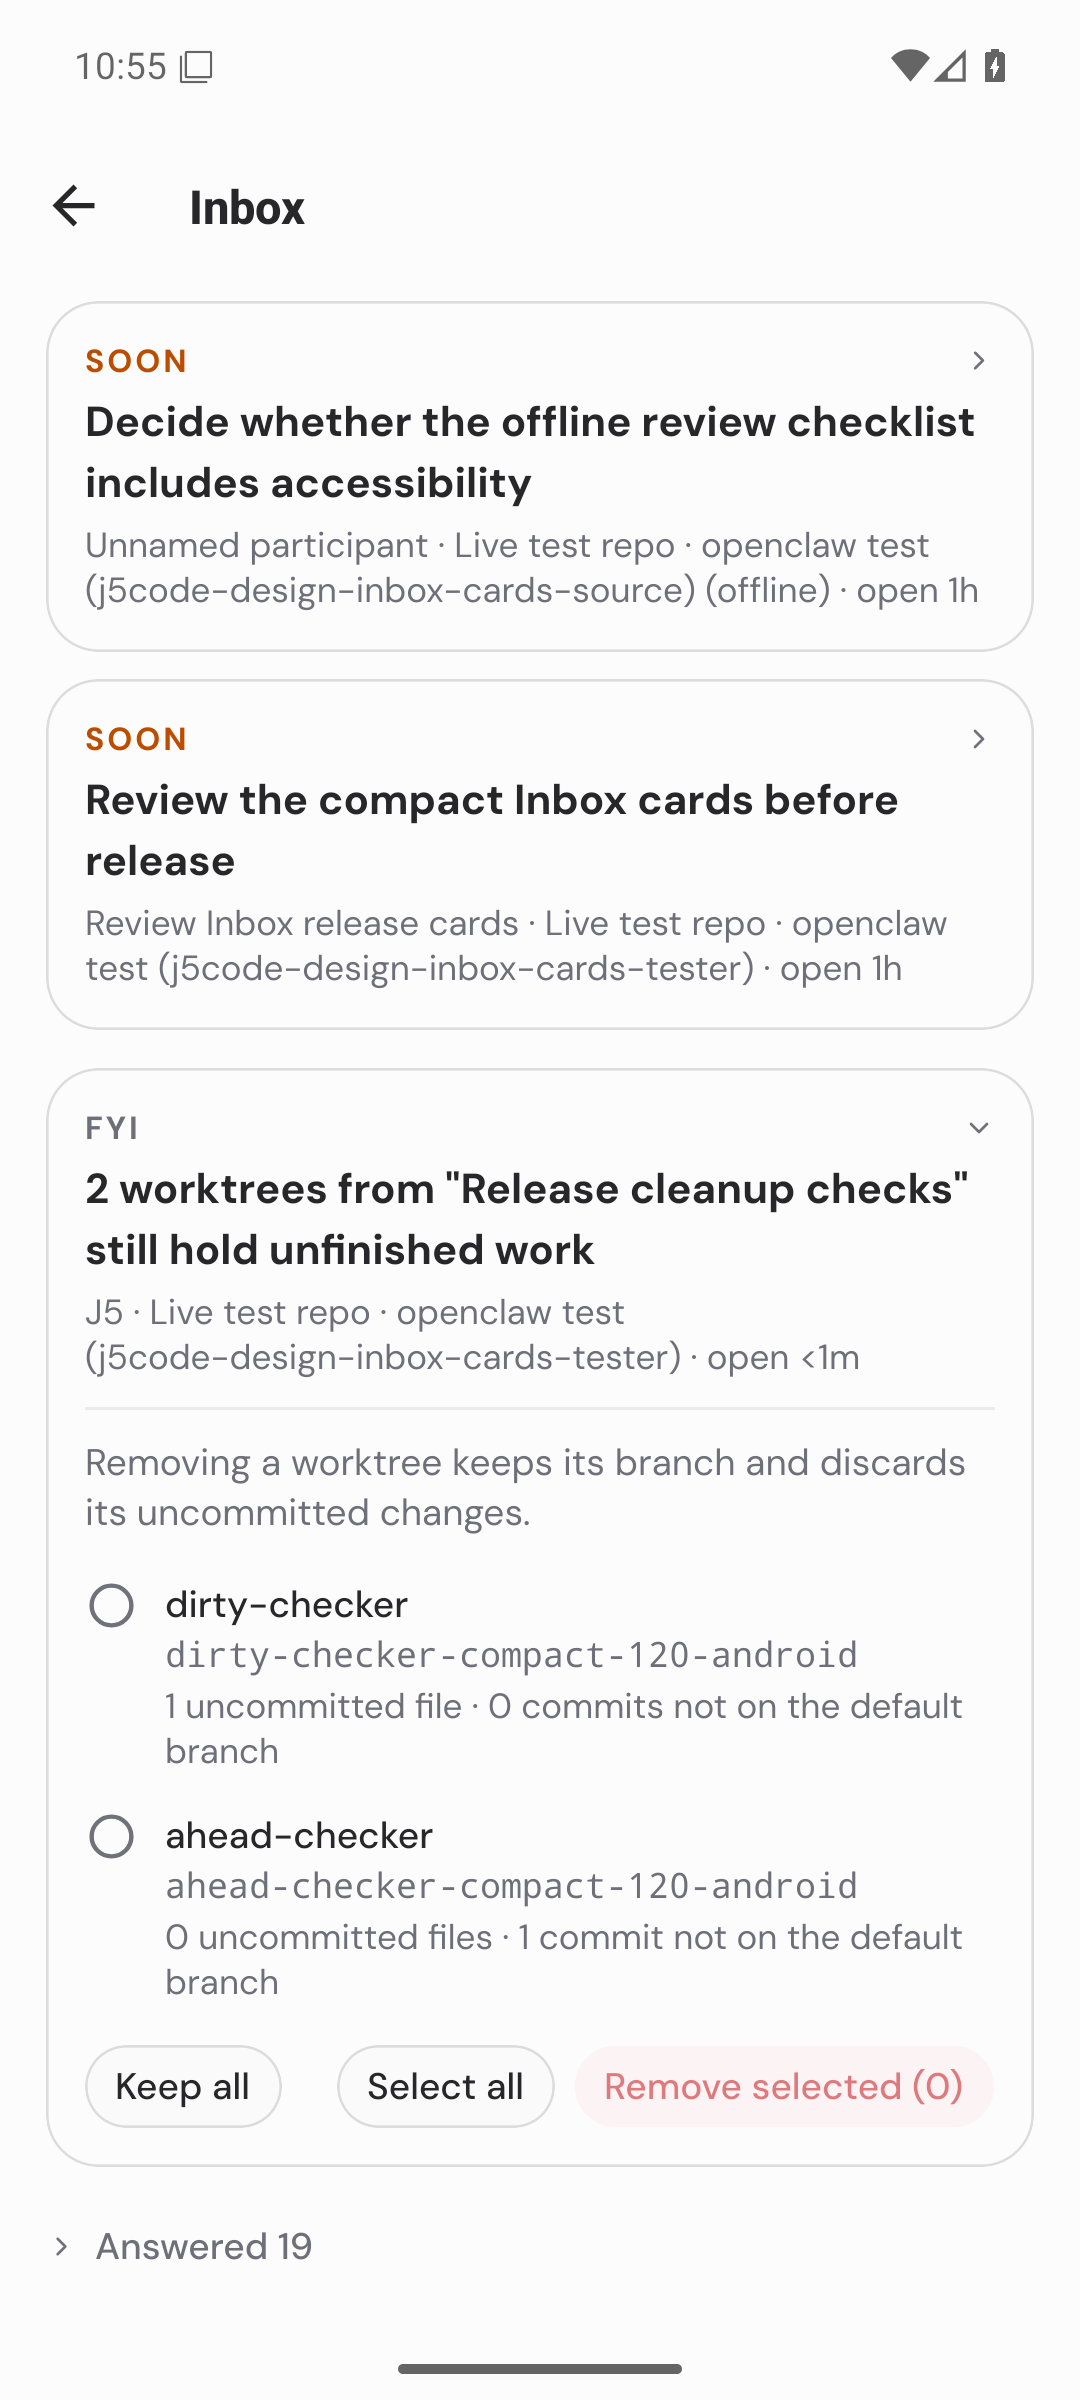 10:55
Inbox
SOON
Decide whether the offline review checklist
includes accessibility
Unnamed participant · Live test repo · openclaw test
(j5code-design-inbox-cards-source) (offline) · open 1h
SOON
Review the compact Inbox cards before
release
Review Inbox release cards · Live test repo · openclaw
test (j5code-design-inbox-cards-tester) · open 1h
FYI
2 worktrees from "Release cleanup checks"
still hold unfinished work
J5 · Live test repo · openclaw test
(j5code-design-inbox-cards-tester) · open <1m
Removing a worktree keeps its branch and discards
its uncommitted changes.
dirty-checker
dirty-checker-compact-120-android
1 uncommitted file · 0 commits not on the default
branch
ahead-checker
ahead-checker-compact-120-android
0 uncommitted files · 1 commit not on the default
branch
Keep all Select all Remove selected (0)
Answered 19